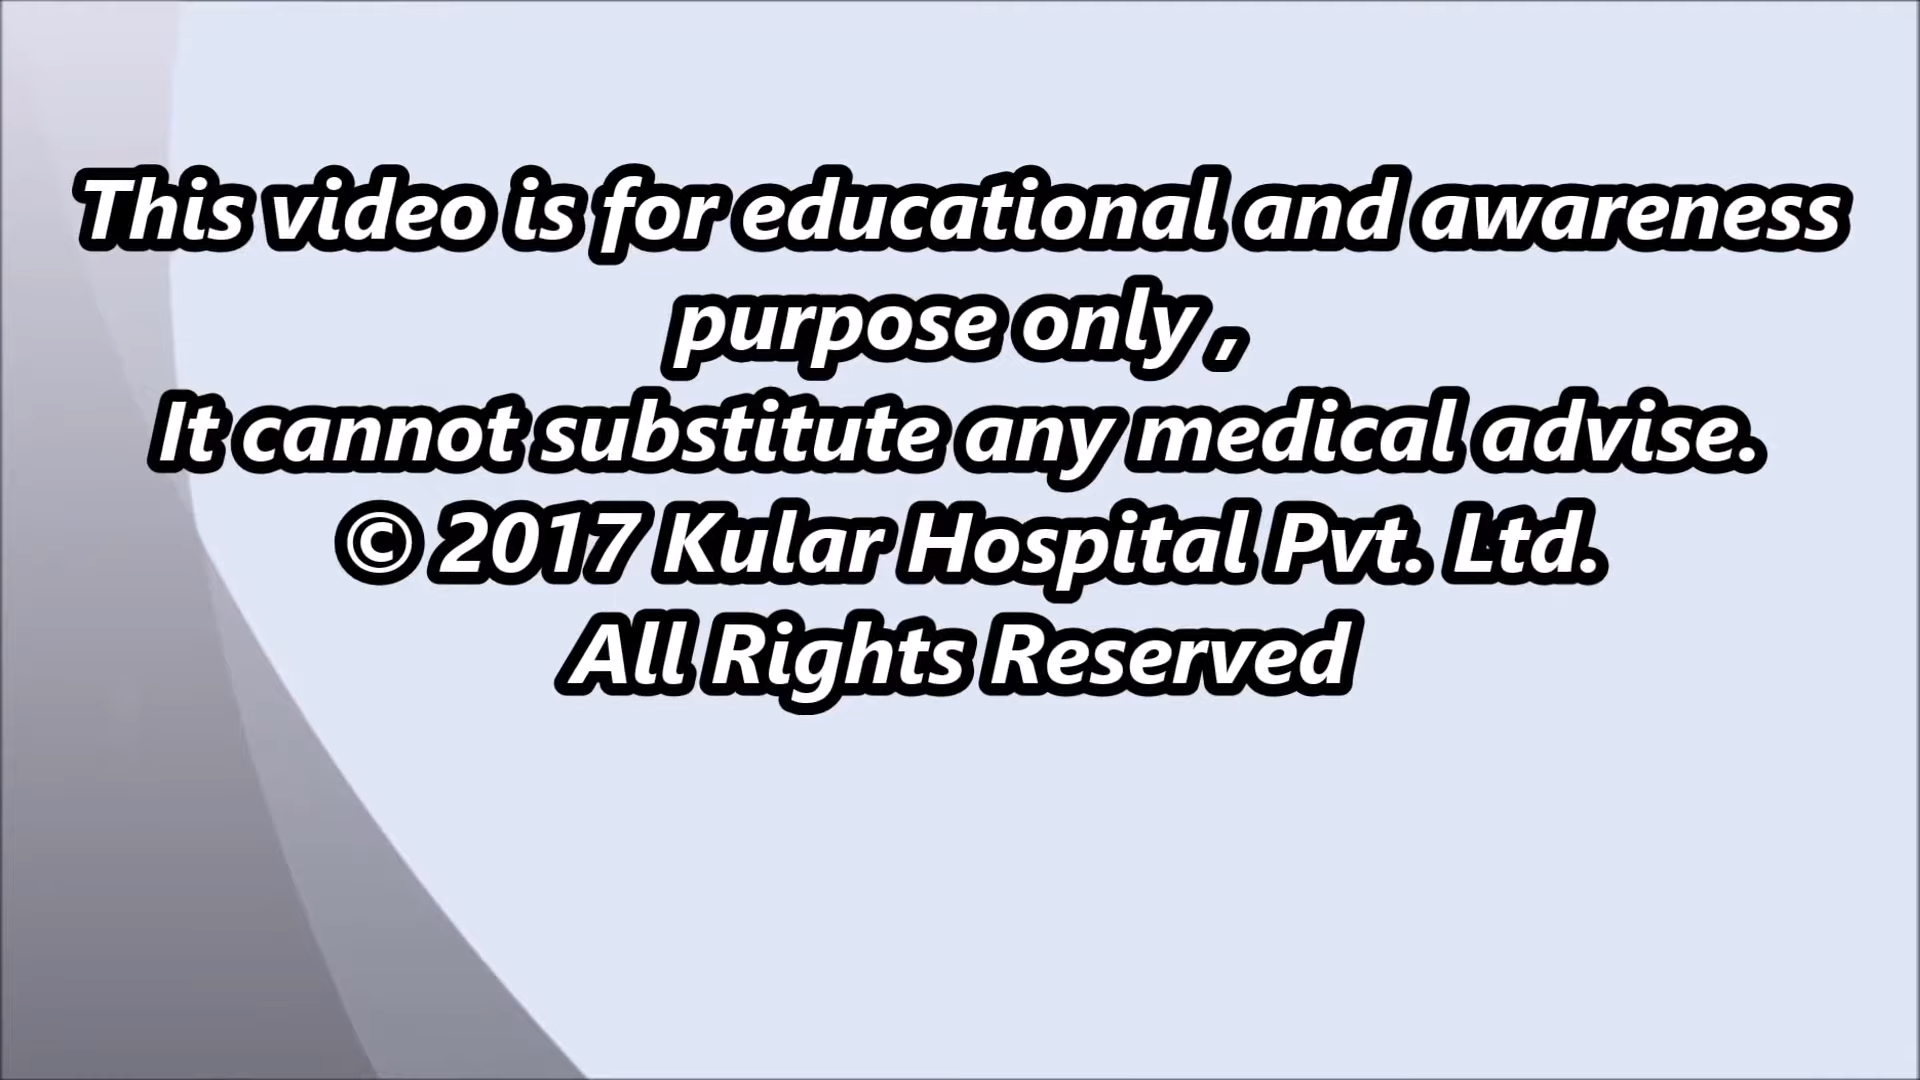 This video is for educational and awareness
purpose only ,
It cannot substitute any medical advise.
© 2017 Kular Hospital Pvt. Ltd.
All Rights Reserved